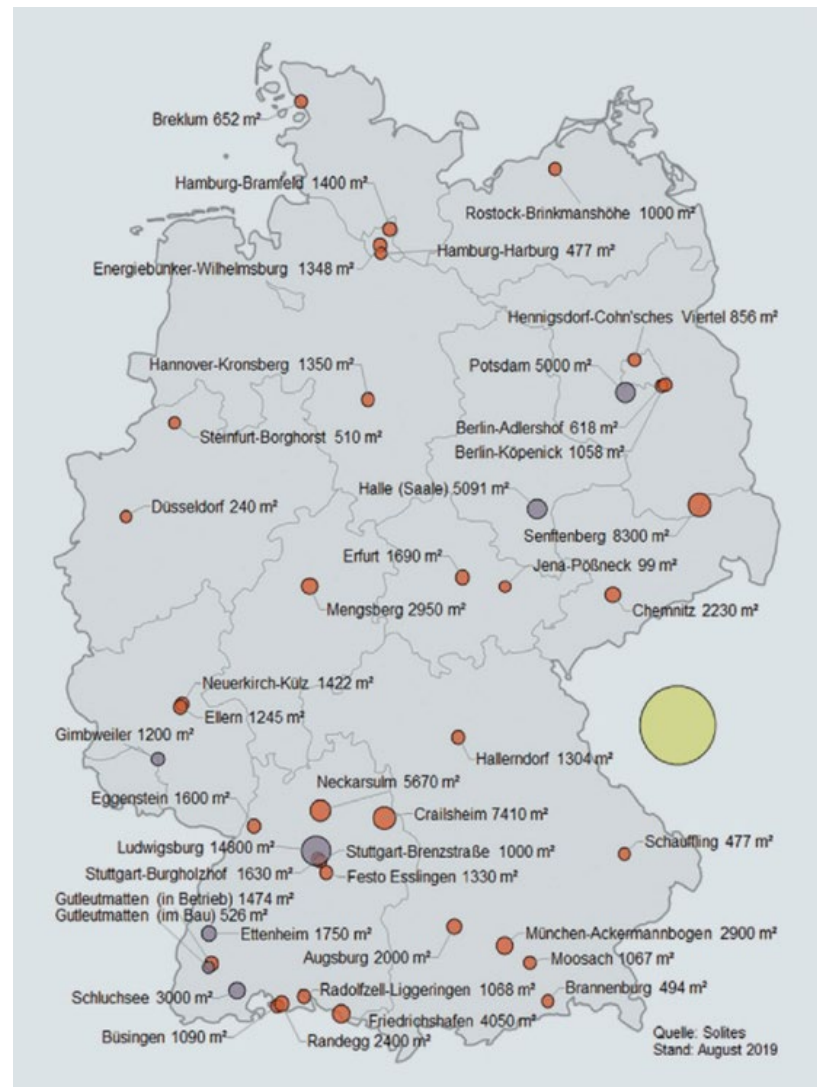 Breklum 652 m²
Hamburg-Bramfeld 1400 m²
Rostock-Brinkmanshöhe 1000 m²
Hamburg-Harburg 477 m²
Energiebunker-Wilhelmsburg 1348 m²
Hennigsdorf-Cohn'sches Viertel 856 m²
Hannover-Kronsberg 1350 m²
Potsdam 5000 m²
Berlin-Adlershof 618 m²
Steinfurt-Borghorst 510 m²
Berlin-Köpenick 1058 m²
Halle (Saale) 5091 m²
Düsseldorf 240 m²
Senftenberg 8300 m²
Erfurt 1690 m²
Jena-Pößneck 99 m²
Mengsberg 2950 m²
Chemnitz 2230 m²
Neuerkirch-Külz 1422 m²
Ellern 1245 m²
Gimbweiler 1200 m²
Hallerndorf 1304 m²
Neckarsulm 5670 m²
Eggenstein 1600 m²
Crailsheim 7410 m²
Ludwigsburg 14800 m²
Stuttgart-Brenzstraße 1000 m²
Schaufling 477 m²
Stuttgart-Burgholzhof 1630 m²
Festo Esslingen 1330 m²
Gutleutmatten (in Betrieb) 1474 m²
Gutleutmatten (im Bau) 526 m²
Ettenheim 1750 m²
München-Ackermannbogen 2900 m²
Augsburg 2000 m²
Moosach 1067 m²
Schluchsee 3000 m²
Radolfzell-Liggeringen 1068 m²
Brannenburg 494 m²
Friedrichshafen 4050 m²
Büsingen 1090 m²
Randegg 2400 m²
Quelle: Solites
Stand: August 2019